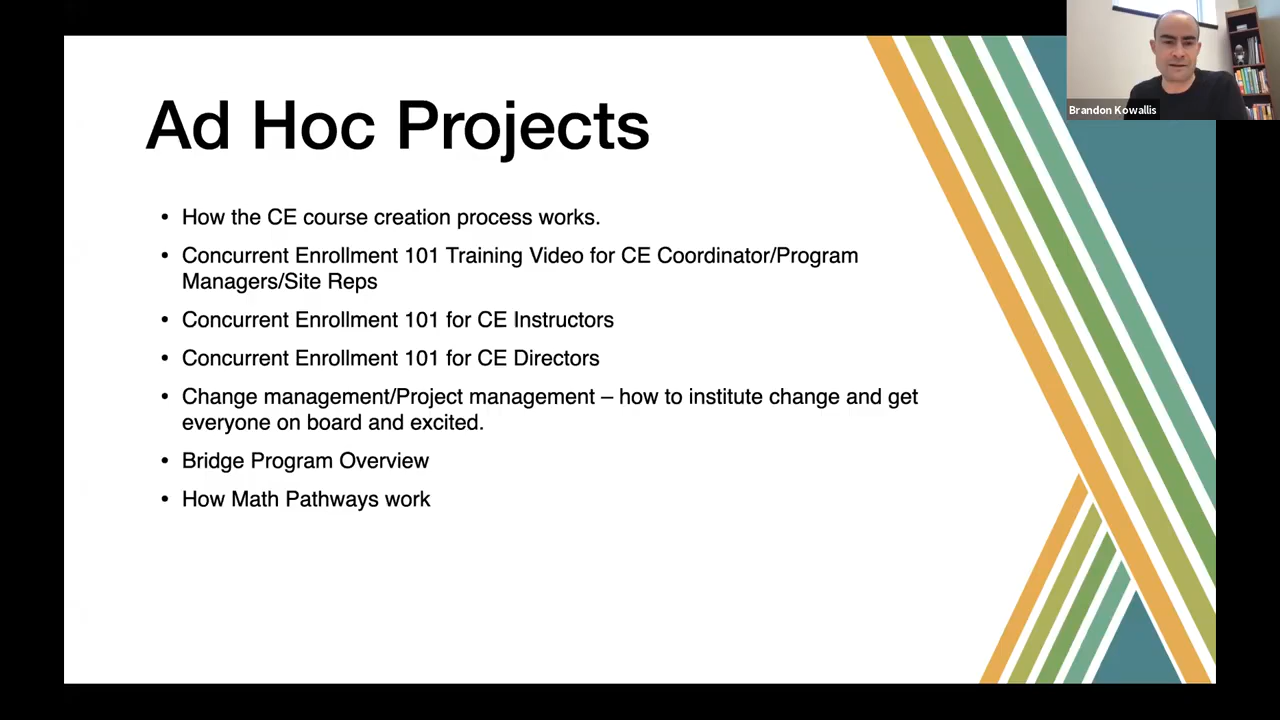 Brandon Kowallis
Ad Hoc Projects
• How the CE course creation process works.
• Concurrent Enrollment 101 Training Video for CE Coordinator/Program
Managers/Site Reps
• Concurrent Enrollment 101 for CE Instructors
• Concurrent Enrollment 101 for CE Directors
• Change management/Project management – how to institute change and get
everyone on board and excited.
• Bridge Program Overview
• How Math Pathways work